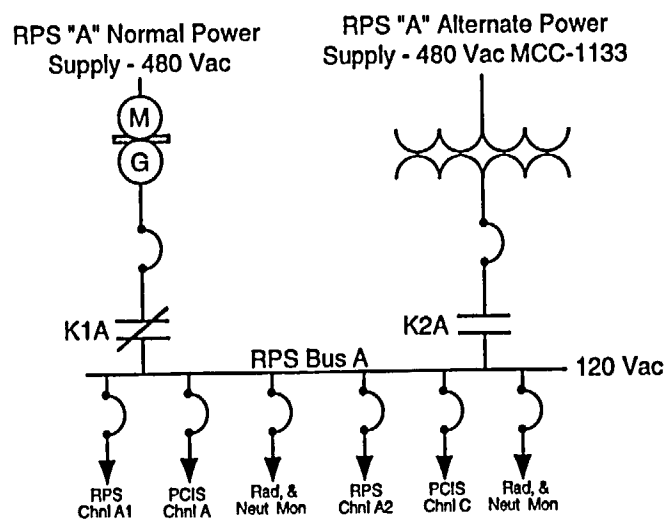 RPS "A" Normal Power
Supply - 480 Vac
RPS "A" Alternate Power
Supply - 480 Vac MCC-1133
M
G
K1A
K2A
RPS Bus A
120 Vac
RPS
Chnl A1
PCIS
Chnl A
Rad, &
Neut Mon
RPS
Chnl A2
PCIS
Chnl C
Rad, &
Neut Mon